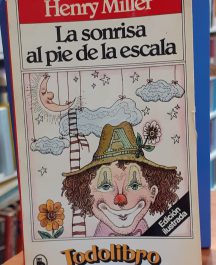 Henry Miller
La sonrisa
al pie de la escala
Edición
ilustrada
Todolibro